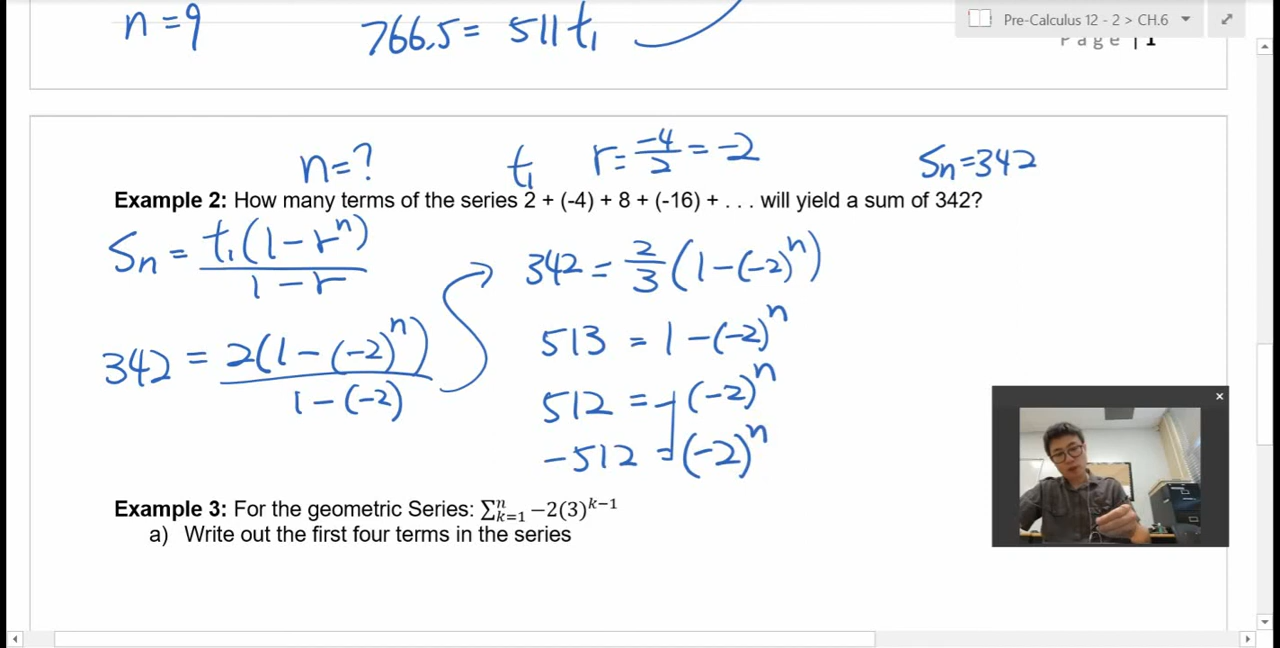 n = 9
766.5 = 511 t₁
Pre-Calculus 12 - 2 > CH.6
Page | 1
n = ?
t₁
r = -4/2 = -2
Sn = 342
Example 2: How many terms of the series 2 + (-4) + 8 + (-16) + . . . will yield a sum of 342?
Sn = t₁(1 - rⁿ) / 1 - r
342 = 2(1 - (-2)ⁿ) / 1 - (-2)
342 = 2/3 (1 - (-2)ⁿ)
513 = 1 - (-2)ⁿ
512 = -(-2)ⁿ
-512 = (-2)ⁿ
Example 3: For the geometric Series: ∑ⁿₖ₌₁ −2(3)ᵏ⁻¹
a) Write out the first four terms in the series